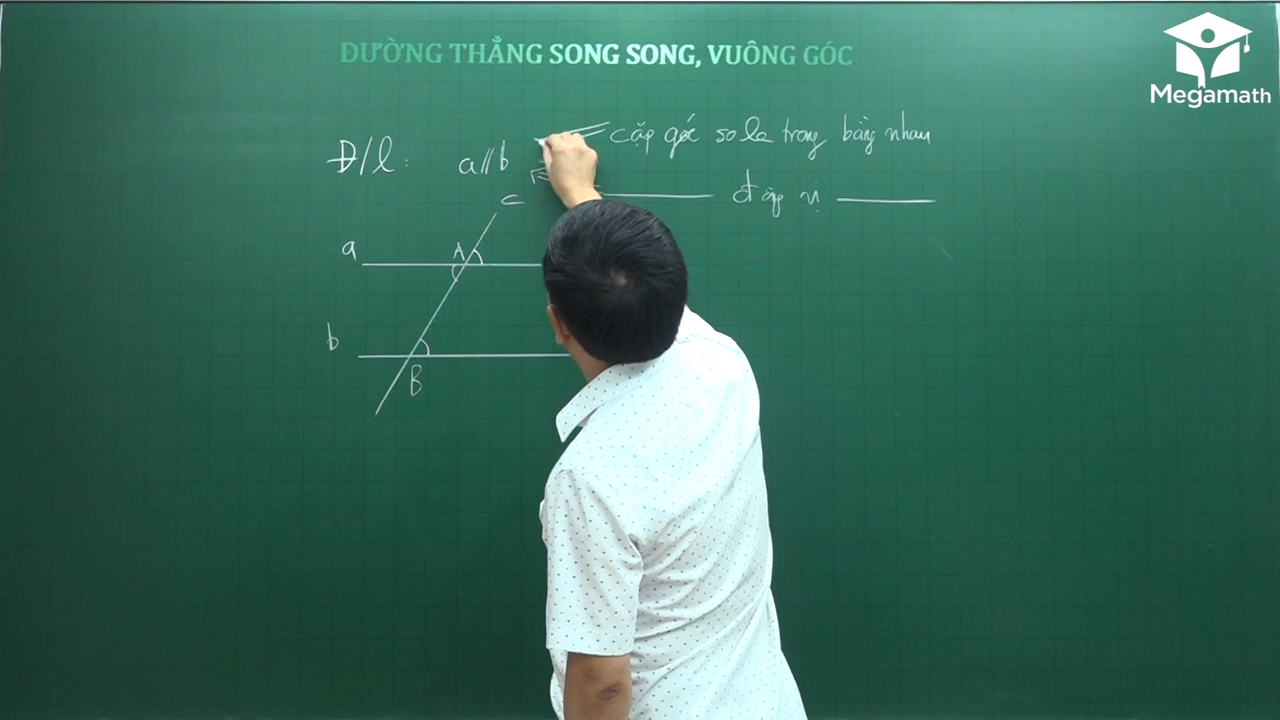 ĐƯỜNG THẲNG SONG SONG, VUÔNG GÓC
Megamath
Đ/l: a//b cặp góc so le trong bằng nhau
đồng vị
c
a A
b
B